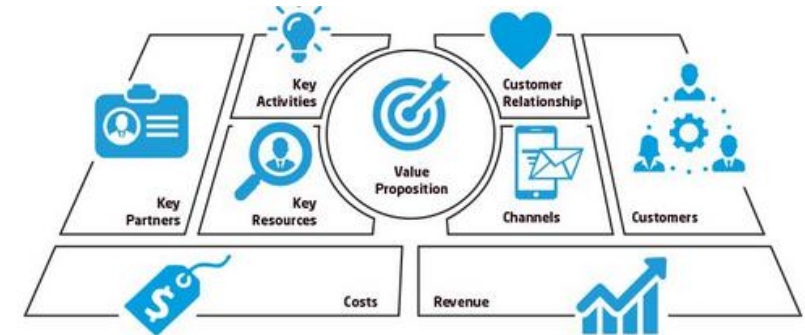 Key
Activities
Customer
Relationship
Value
Proposition
Key
Partners
Key
Resources
Channels
Customers
Costs
Revenue
$